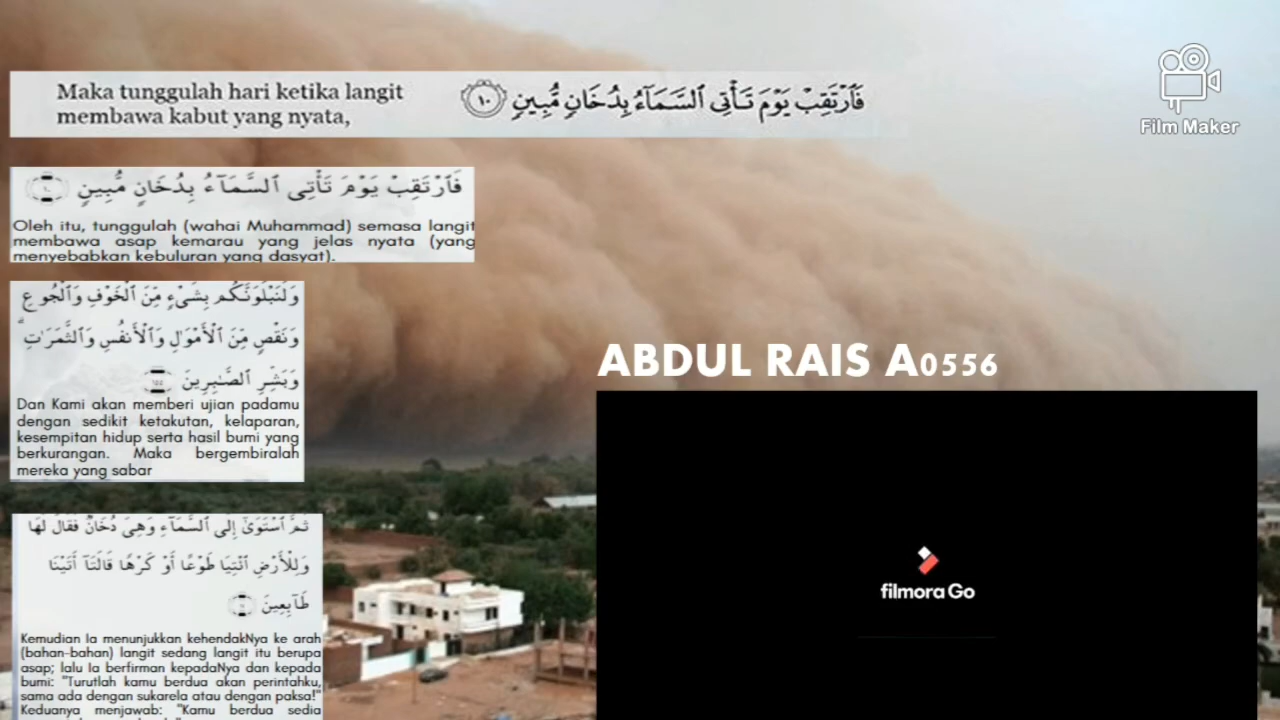 Maka tunggulah hari ketika langit
membawa kabut yang nyata,
فَٱرْتَقِبْ يَوْمَ تَأْتِى ٱلسَّمَآءُ بِدُخَانٍ مُّبِينٍ ١٠
Film Maker
فَٱرْتَقِبْ يَوْمَ تَأْتِى ٱلسَّمَآءُ بِدُخَانٍ مُّبِينٍ
Oleh itu, tunggulah (wahai Muhammad) semasa langit
membawa asap kemarau yang jelas nyata (yang
menyebabkan kebuluran yang dasyat).
وَلَنَبْلُوَنَّكُم بِشَىْءٍ مِّنَ ٱلْخَوْفِ وَٱلْجُوعِ
وَنَقْصٍ مِّنَ ٱلْأَمْوَٰلِ وَٱلْأَنفُسِ وَٱلثَّمَرَٰتِ ۗ
وَبَشِّرِ ٱلصَّٰبِرِينَ
Dan Kami akan memberi ujian padamu
dengan sedikit ketakutan, kelaparan,
kesempitan hidup serta hasil bumi yang
berkurangan. Maka bergembiralah
mereka yang sabar
ثُمَّ ٱسْتَوَىٰٓ إِلَى ٱلسَّمَآءِ وَهِىَ دُخَانٌ فَقَالَ لَهَا
وَلِلْأَرْضِ ٱئْتِيَا طَوْعًا أَوْ كَرْهًا قَالَتَآ أَتَيْنَا
طَآئِعِينَ
Kemudian Ia menunjukkan kehendakNya ke arah
(bahan-bahan) langit sedang langit itu berupa
asap; lalu Ia berfirman kepadaNya dan kepada
bumi: "Turutlah kamu berdua akan perintahku,
sama ada dengan sukarela atau dengan paksa!"
Keduanya menjawab: "Kamu berdua sedia
ABDUL RAIS A0556
filmora Go